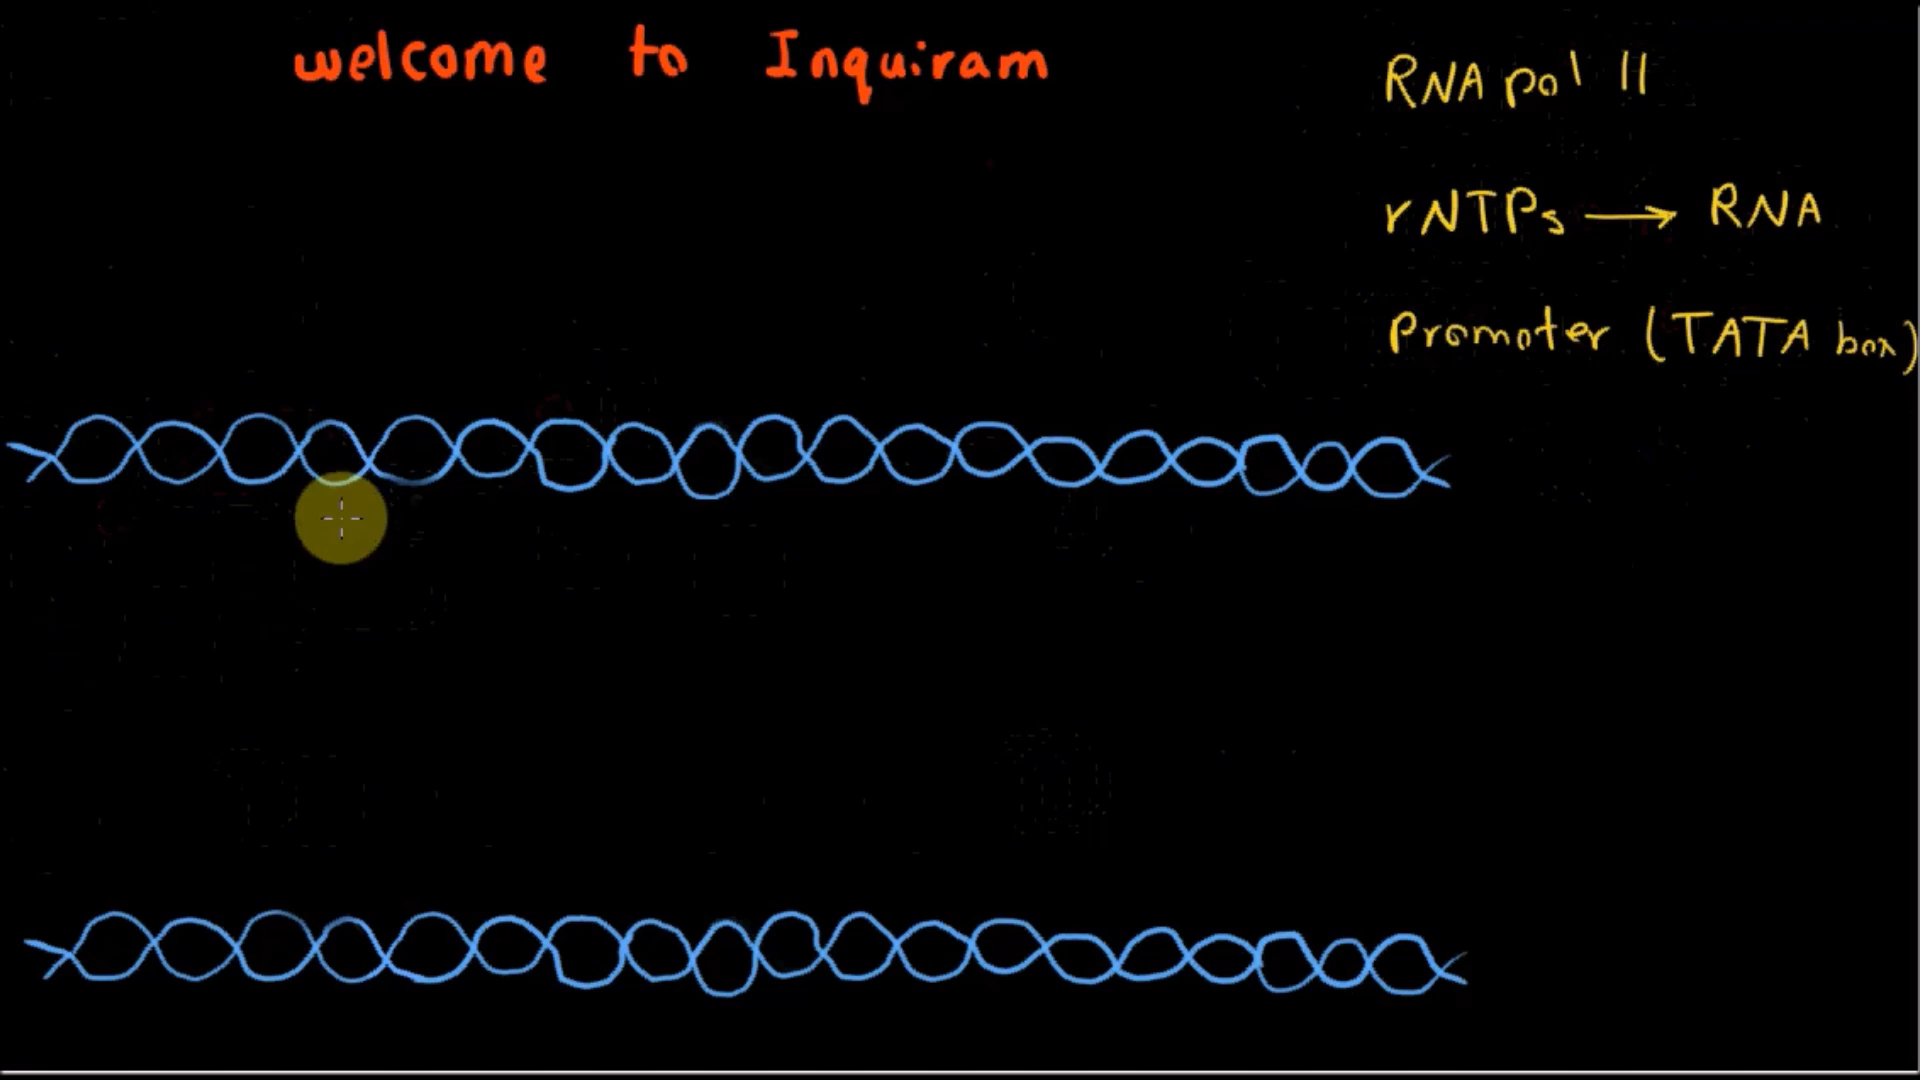 welcome to Inquiram
RNA pol II
rNTPs → RNA
Promoter (TATA box)